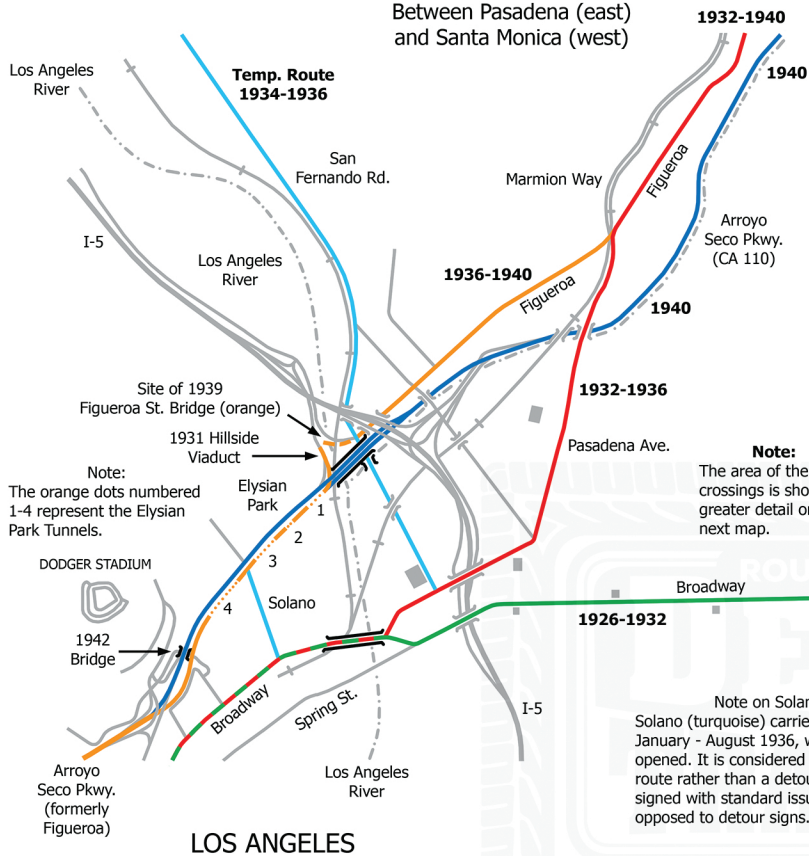 Between Pasadena (east)
and Santa Monica (west)
1932-1940
1940
Los Angeles
River
Temp. Route
1934-1936
San
Fernando Rd.
Marmion Way
Figueroa
Arroyo
Seco Pkwy.
(CA 110)
I-5
Los Angeles
River
1936-1940
Figueroa
1940
Site of 1939
Figueroa St. Bridge (orange)
1932-1936
1931 Hillside
Viaduct
Pasadena Ave.
Note:
The area of the
crossings is sho
greater detail or
next map.
Note:
The orange dots numbered
1-4 represent the Elysian
Park Tunnels.
Elysian
Park
1
2
3
4
DODGER STADIUM
Solano
ROU
Broadway
1926-1932
1942
Bridge
Broadway
Spring St.
I-5
Note on Solar
Solano (turquoise) carrie
January - August 1936, w
opened. It is considered
route rather than a detou
signed with standard issu
opposed to detour signs.
Arroyo
Seco Pkwy.
(formerly
Figueroa)
Los Angeles
River
LOS ANGELES